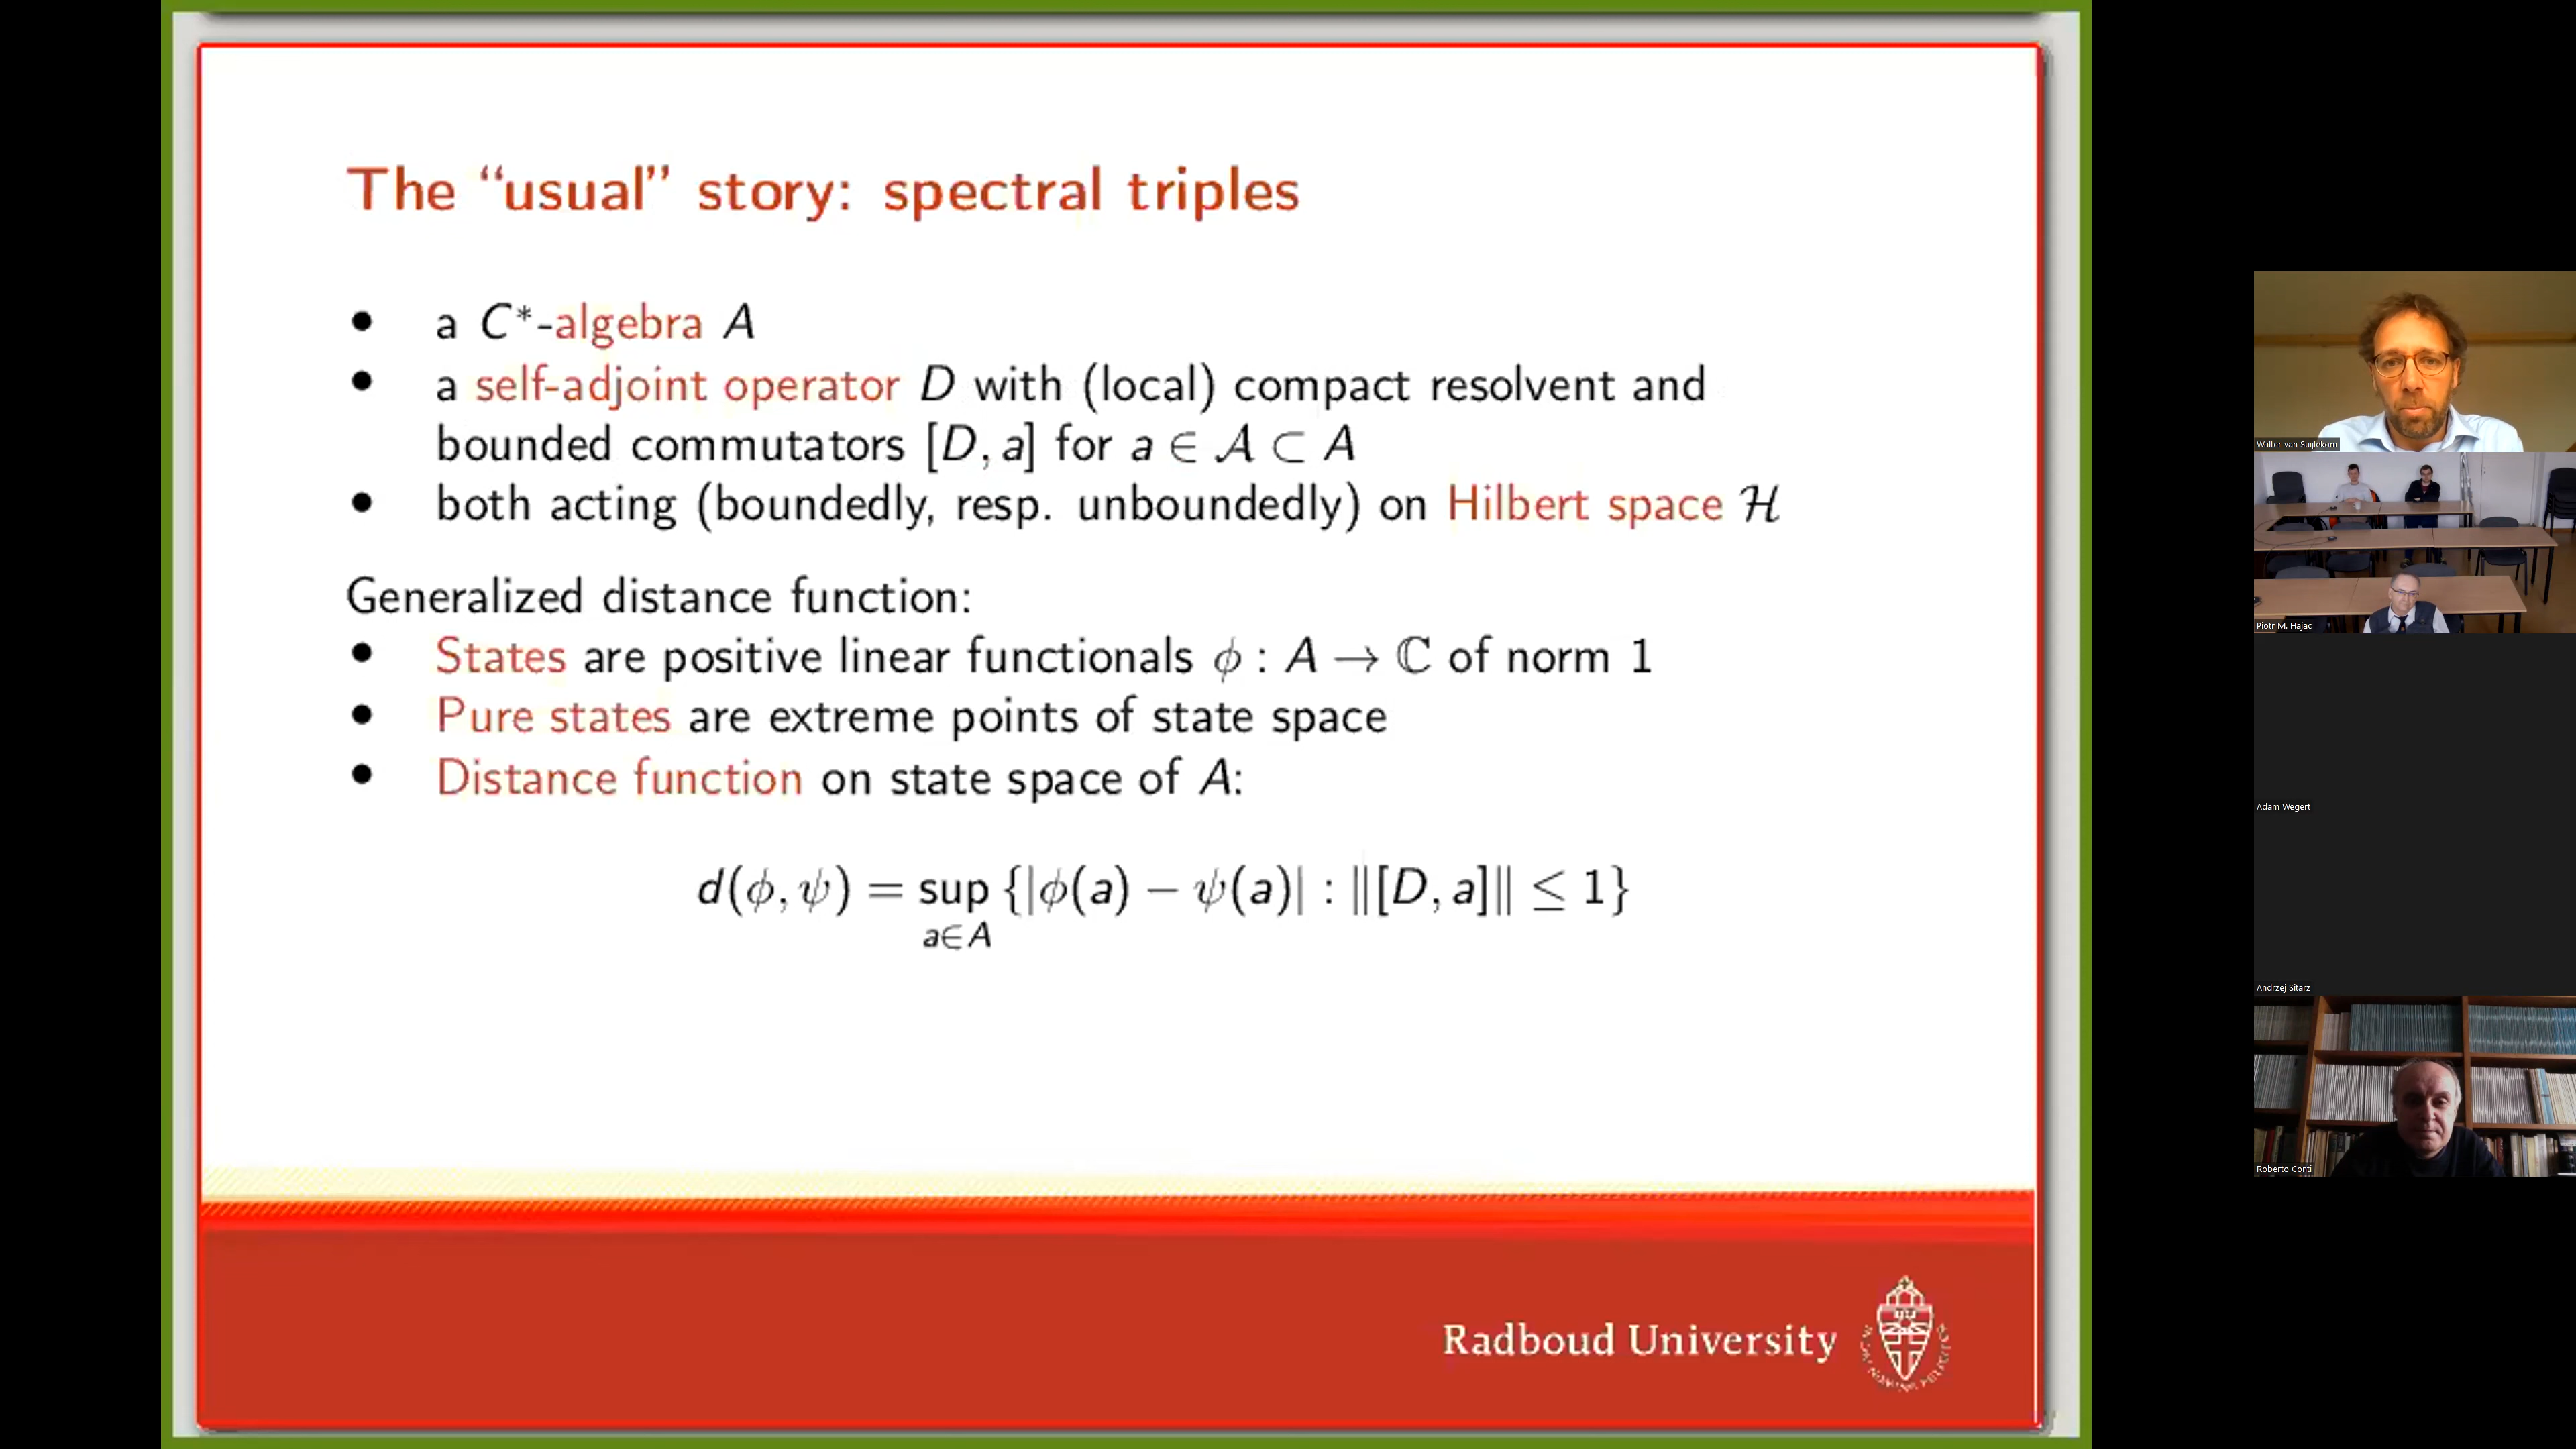 The “usual” story: spectral triples
• a C*-algebra A
• a self-adjoint operator D with (local) compact resolvent and
bounded commutators [D, a] for a ∈ 𝒜 ⊂ A
• both acting (boundedly, resp. unboundedly) on Hilbert space ℋ
Generalized distance function:
• States are positive linear functionals ϕ : A → ℂ of norm 1
• Pure states are extreme points of state space
• Distance function on state space of A:
d(ϕ, ψ) = sup {|ϕ(a) − ψ(a)| : ‖[D, a]‖ ≤ 1}
a∈A
Radboud University
Walter van Suijlekom
Piotr M. Hajac
Adam Wegert
Andrzej Sitarz
Roberto Conti